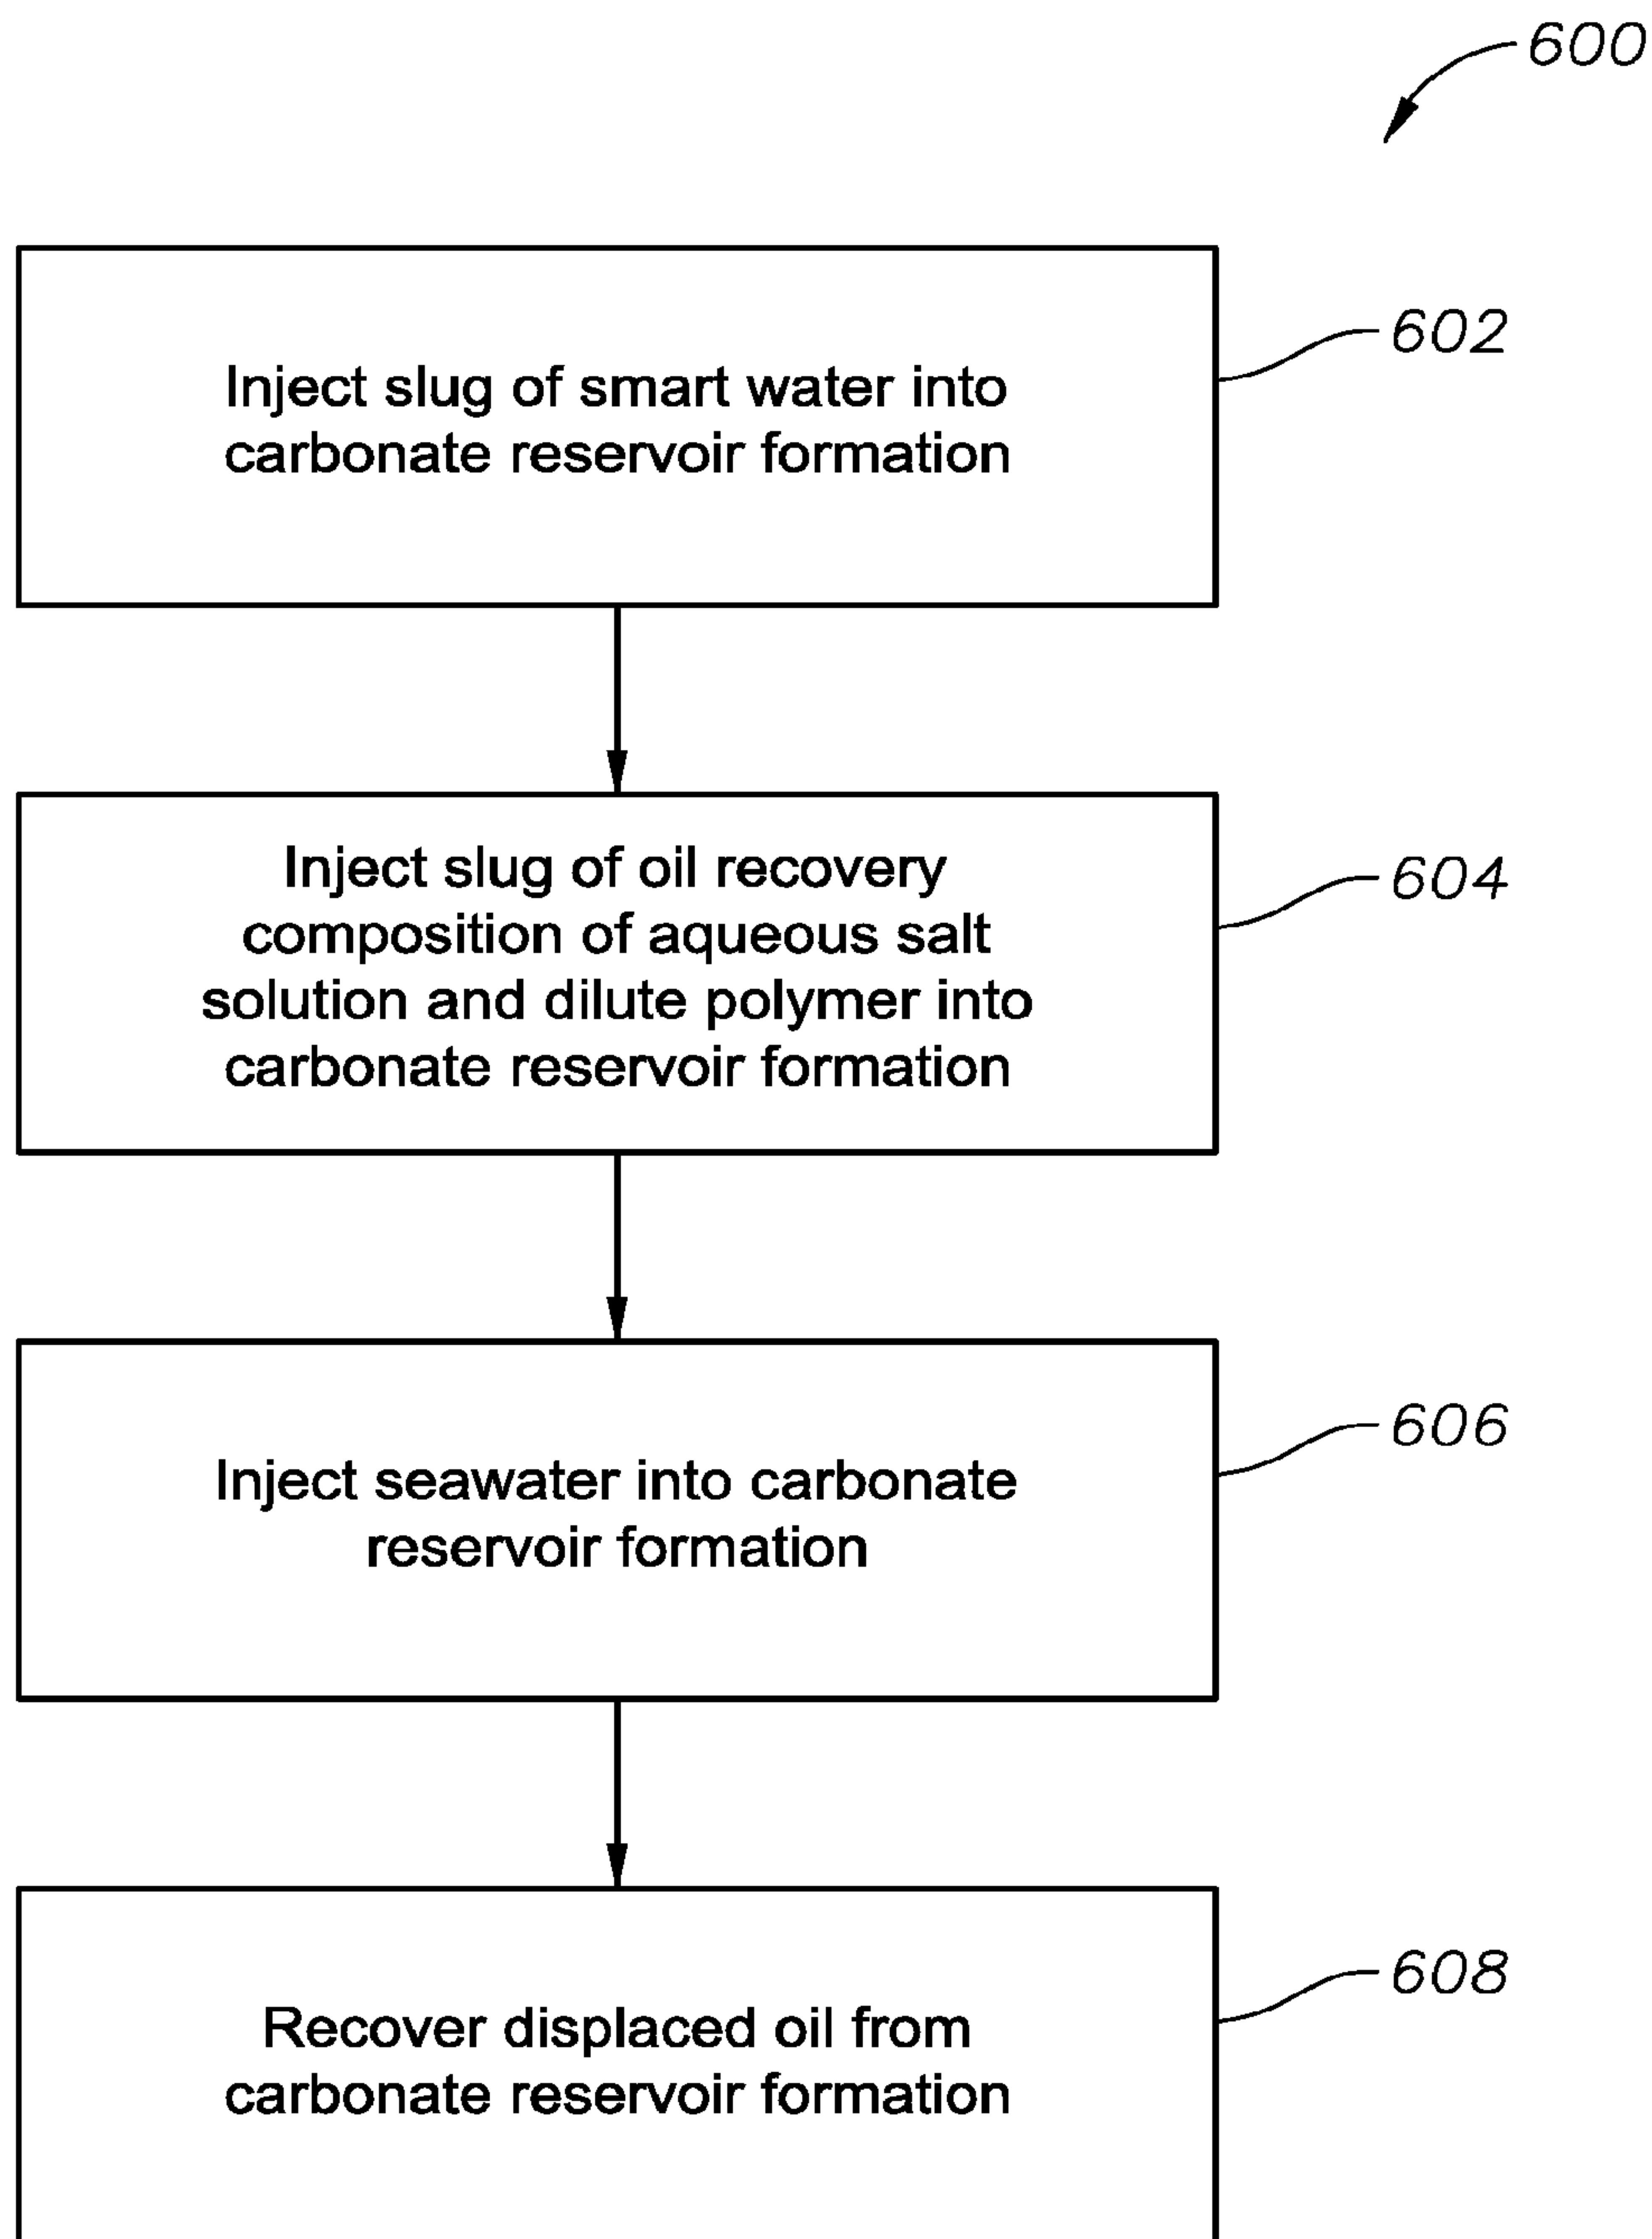 600
Inject slug of smart water into
carbonate reservoir formation
602
Inject slug of oil recovery
composition of aqueous salt
solution and dilute polymer into
carbonate reservoir formation
604
Inject seawater into carbonate
reservoir formation
606
Recover displaced oil from
carbonate reservoir formation
608